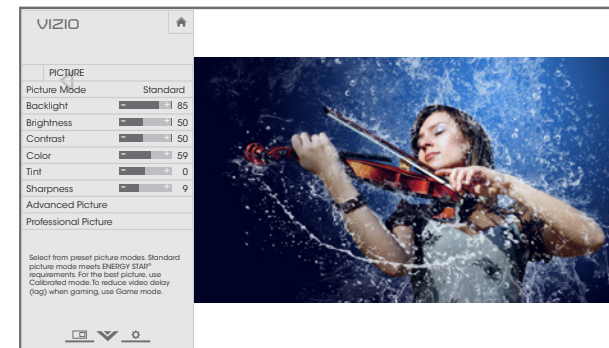 VIZIO
PICTURE
Picture Mode Standard
Backlight 85
Brightness 50
Contrast 50
Color 59
Tint 0
Sharpness 9
Advanced Picture
Professional Picture
Select from preset picture modes. Standard
picture mode meets ENERGY STAR®
requirements. For the best picture, use
Calibrated mode. To reduce video delay
(lag) when gaming, use Game mode.